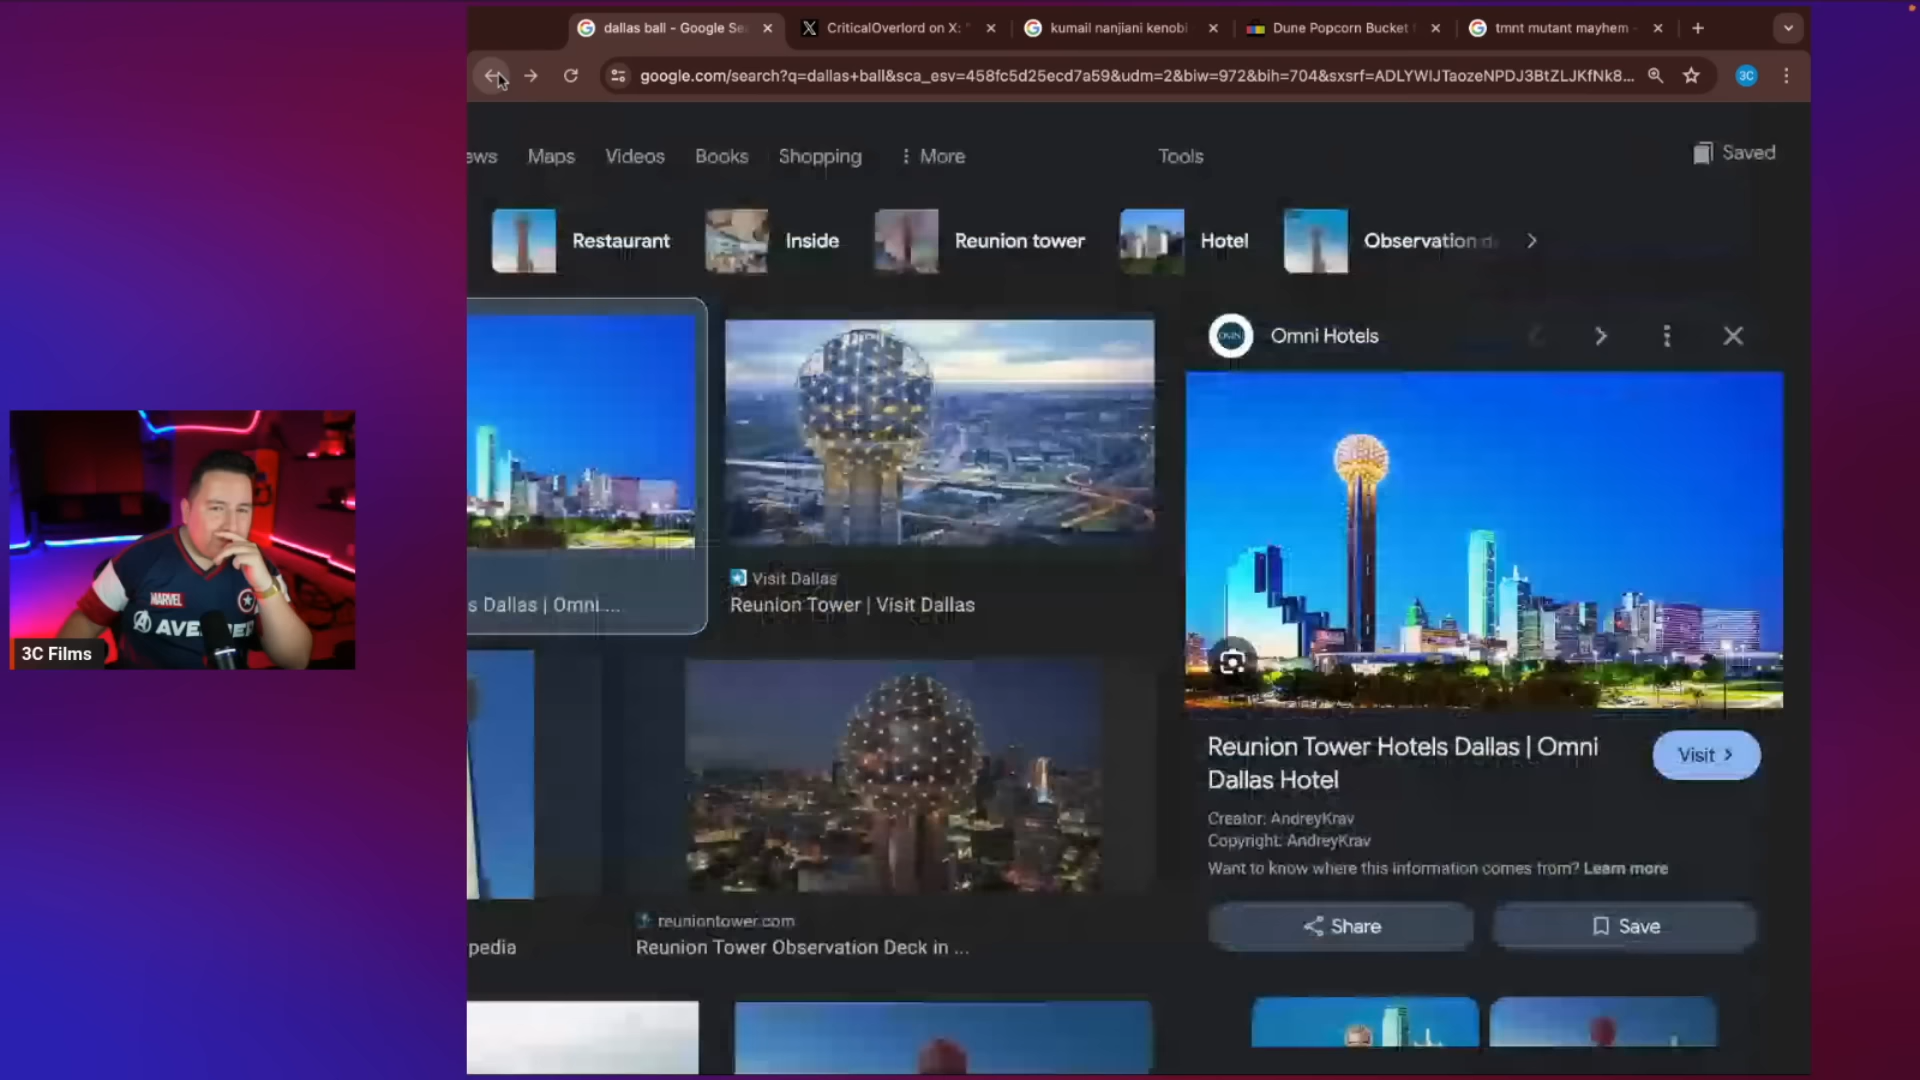 dallas ball - Google Se
CriticalOverlord on X: "
kumail nanjiani kenobi
Dune Popcorn Bucket
tmnt mutant mayhem
google.com/search?q=dallas+ball&sca_esv=458fc5d25ecd7a59&udm=2&biw=972&bih=704&sxsrf=ADLYWIJTaozeNPDJ3BtZLJKfNk8...
3C
ews Maps Videos Books Shopping More Tools Saved
Restaurant Inside Reunion tower Hotel Observation d
OMNI Omni Hotels
s Dallas | Omni ...
Visit Dallas
Reunion Tower | Visit Dallas
MARVEL
AVENGER
3C Films
Reunion Tower Hotels Dallas | Omni
Dallas Hotel
Visit
Creator: AndreyKrav
Copyright: AndreyKrav
Want to know where this information comes from? Learn more
Share Save
pedia
reuniontower.com
Reunion Tower Observation Deck in ...